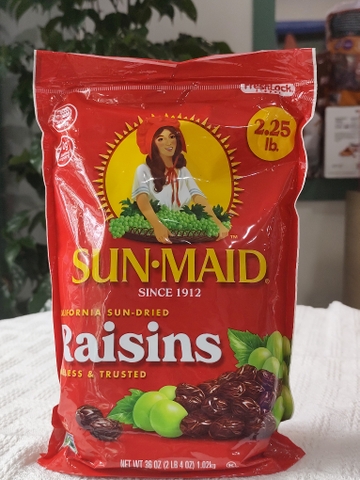 FreshLock
2.25
lb.
SUN·MAID
SINCE 1912
CALIFORNIA SUN-DRIED
Raisins
& TRUSTED
NET WT 36 OZ (2 LB 4 OZ) 1.02kg